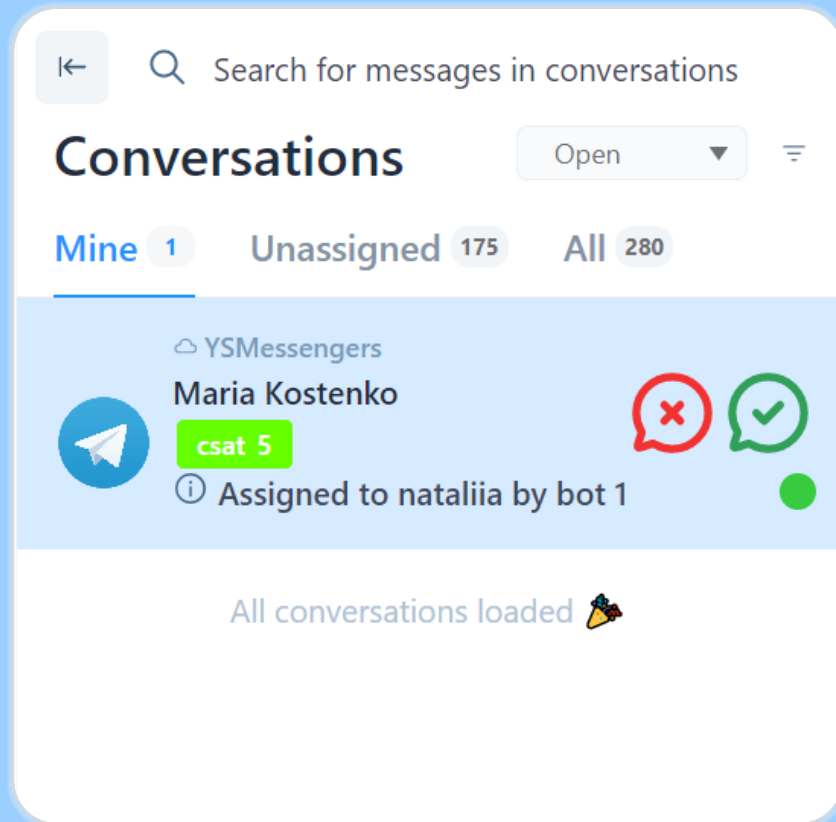 Search for messages in conversations
Conversations
Open
Mine 1 Unassigned 175 All 280
YSMessengers
Maria Kostenko
csat 5
Assigned to nataliia by bot 1
All conversations loaded 🎉